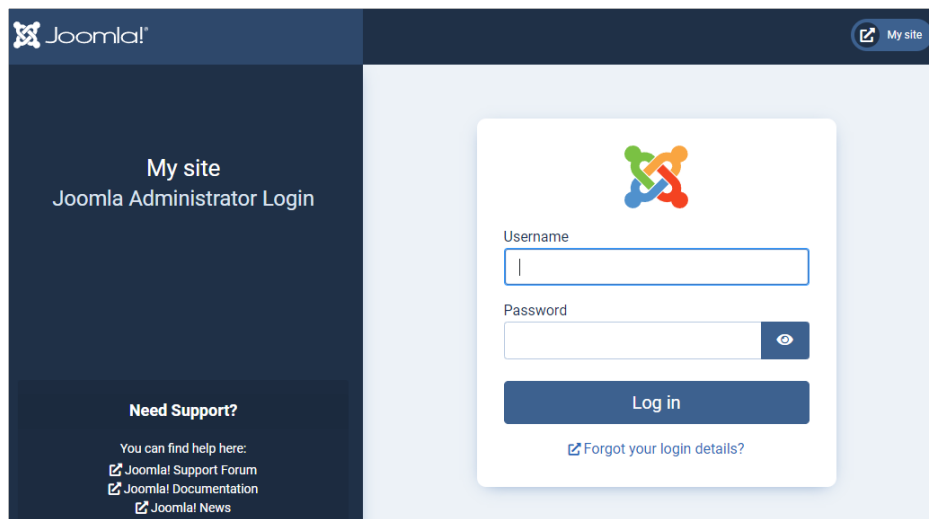 Joomla!®
My site
My site
Joomla Administrator Login
Username
Password
Log in
Forgot your login details?
Need Support?
You can find help here:
Joomla! Support Forum
Joomla! Documentation
Joomla! News